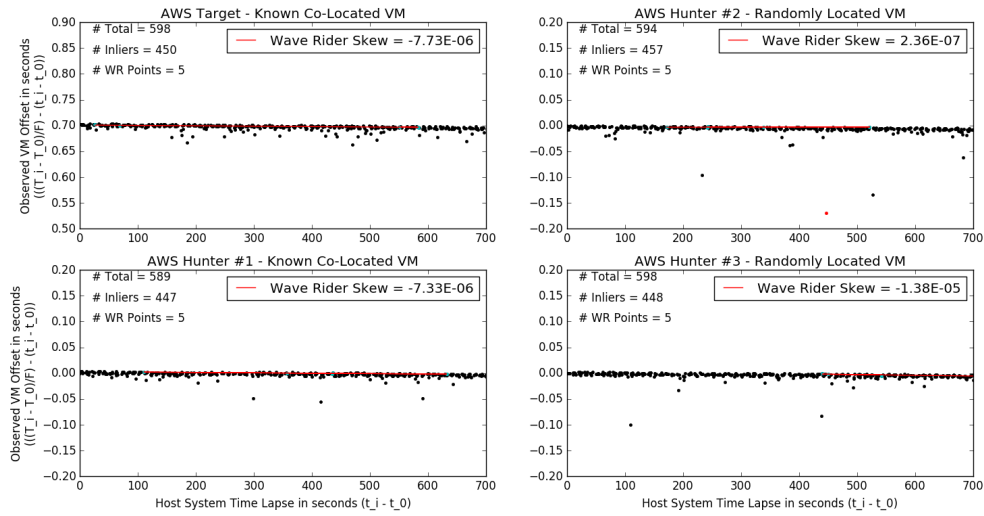 AWS Target - Known Co-Located VM
# Total = 598
# Inliers = 450
# WR Points = 5
Wave Rider Skew = -7.73E-06
0.90
0.85
0.80
0.75
0.70
0.65
0.60
0.55
0.50
Observed VM Offset in seconds
(((T_i - T_0)/F) - (t_i - t_0))
0 100 200 300 400 500 600 700
AWS Hunter #2 - Randomly Located VM
# Total = 594
# Inliers = 457
# WR Points = 5
Wave Rider Skew = 2.36E-07
0.20
0.15
0.10
0.05
0.00
−0.05
−0.10
−0.15
−0.20
0 100 200 300 400 500 600 700
AWS Hunter #1 - Known Co-Located VM
# Total = 589
# Inliers = 447
# WR Points = 5
Wave Rider Skew = -7.33E-06
0.20
0.15
0.10
0.05
0.00
−0.05
−0.10
−0.15
−0.20
Observed VM Offset in seconds
(((T_i - T_0)/F) - (t_i - t_0))
0 100 200 300 400 500 600 700
Host System Time Lapse in seconds (t_i - t_0)
AWS Hunter #3 - Randomly Located VM
# Total = 598
# Inliers = 448
# WR Points = 5
Wave Rider Skew = -1.38E-05
0.20
0.15
0.10
0.05
0.00
−0.05
−0.10
−0.15
−0.20
0 100 200 300 400 500 600 700
Host System Time Lapse in seconds (t_i - t_0)